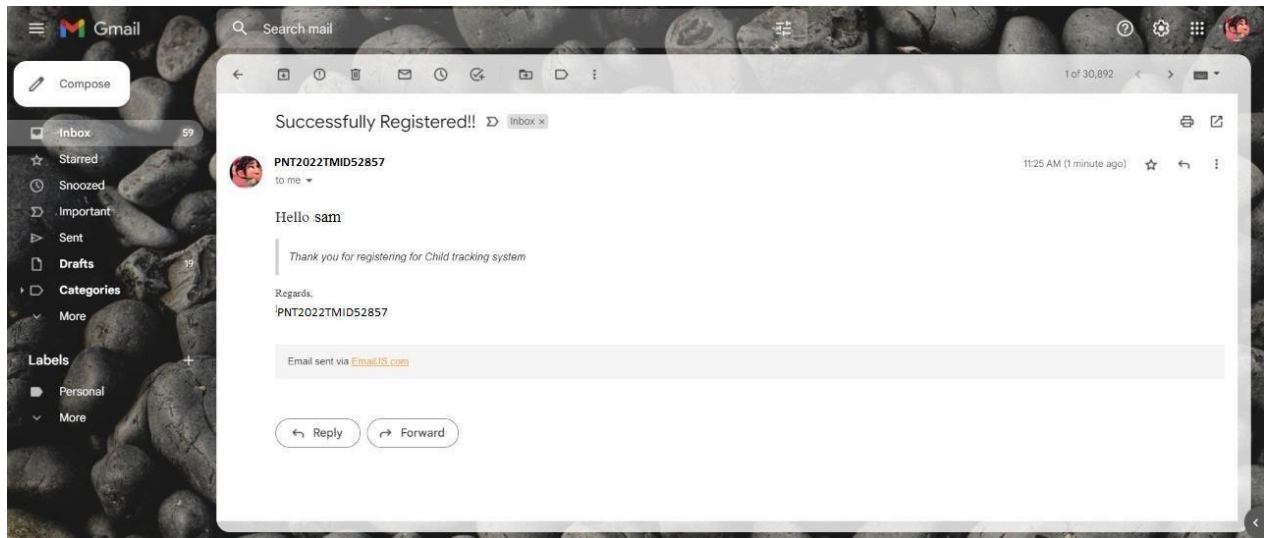 Gmail
Search mail
Compose
1 of 30,892
Inbox 59
Starred
Snoozed
Important
Sent
Drafts 19
Categories
More
Labels +
Personal
More
Successfully Registered!! Inbox ×
PNT2022TMID52857
11:25 AM (1 minute ago)
to me
Hello sam
Thank you for registering for Child tracking system
Regards,
PNT2022TMID52857
Email sent via EmailJS.com
Reply
Forward